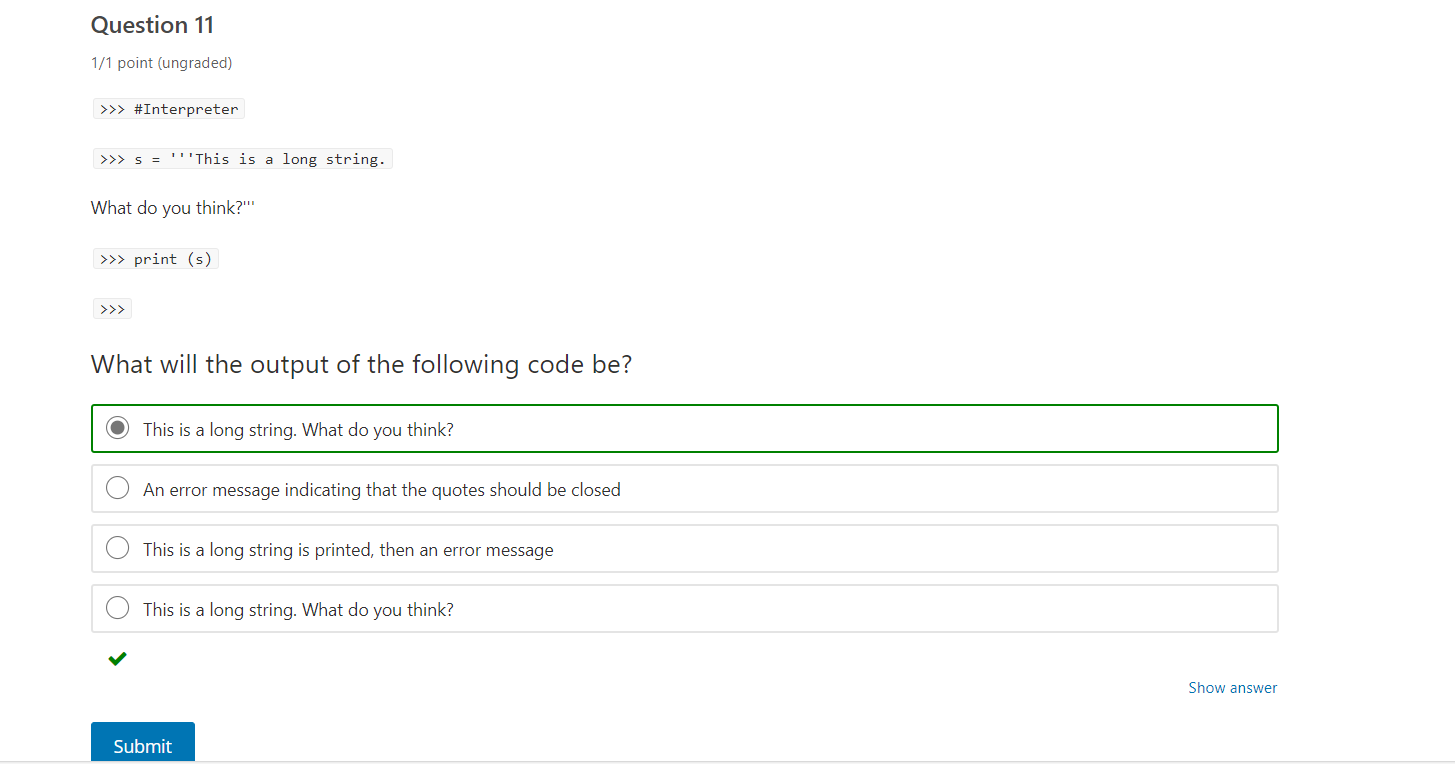 Question 11
1/1 point (ungraded)
>>> #Interpreter
>>> s = '''This is a long string.
What do you think?'''
>>> print (s)
>>>
What will the output of the following code be?
This is a long string. What do you think?
An error message indicating that the quotes should be closed
This is a long string is printed, then an error message
This is a long string. What do you think?
Show answer
Submit